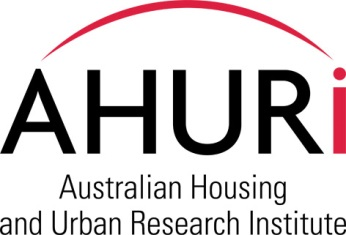 AHURi
Australian Housing
and Urban Research Institute